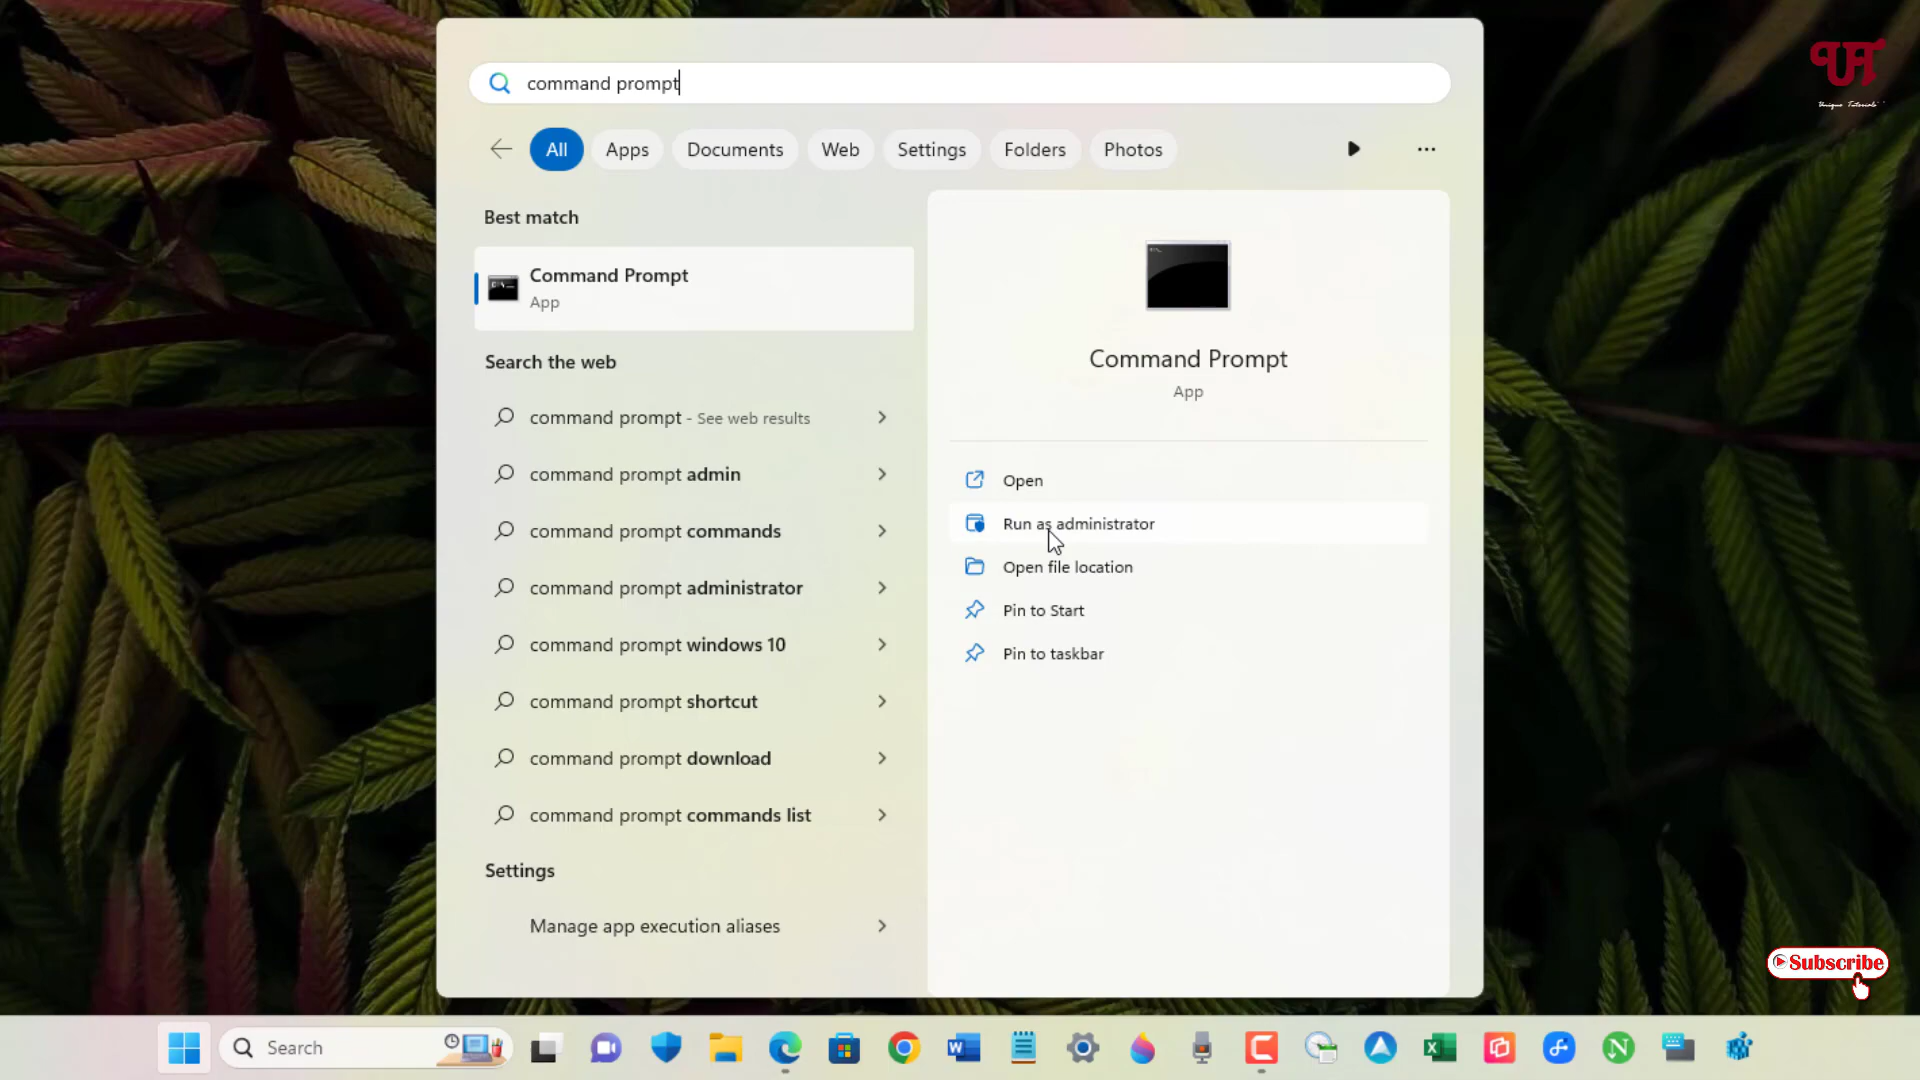 command prompt
All
Apps
Documents
Web
Settings
Folders
Photos
Best match
Command Prompt
App
Search the web
command prompt - See web results
command prompt admin
command prompt commands
command prompt administrator
command prompt windows 10
command prompt shortcut
command prompt download
command prompt commands list
Settings
Manage app execution aliases
Command Prompt
App
Open
Run as administrator
Open file location
Pin to Start
Pin to taskbar
UT
Unique Tutorials
Subscribe
Search